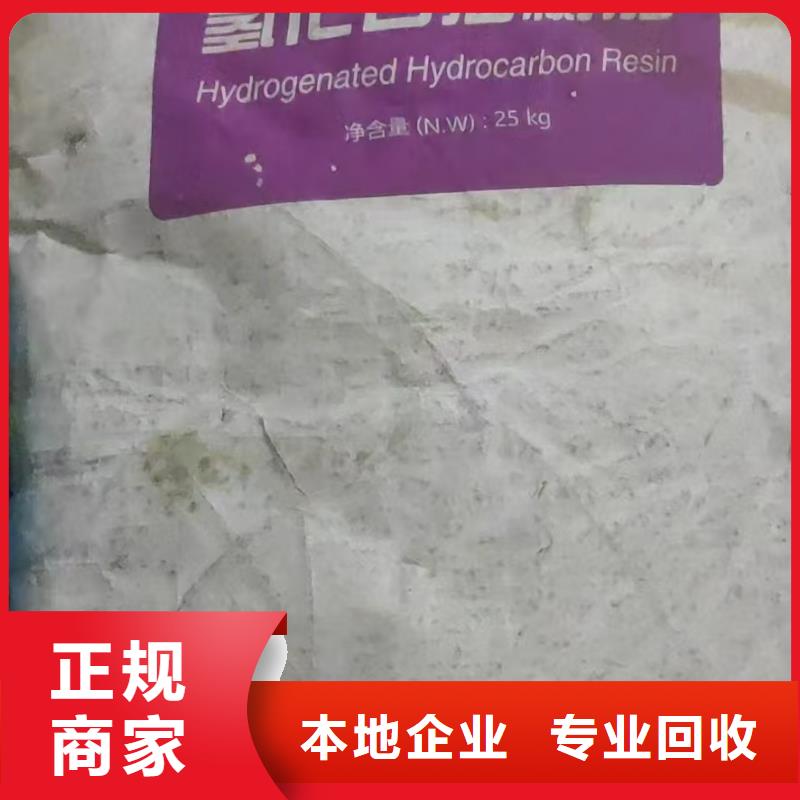 Hydrogenated Hydrocarbon Resin
净含量 (N.W) : 25 kg
正规
商家
本地企业 专业回收